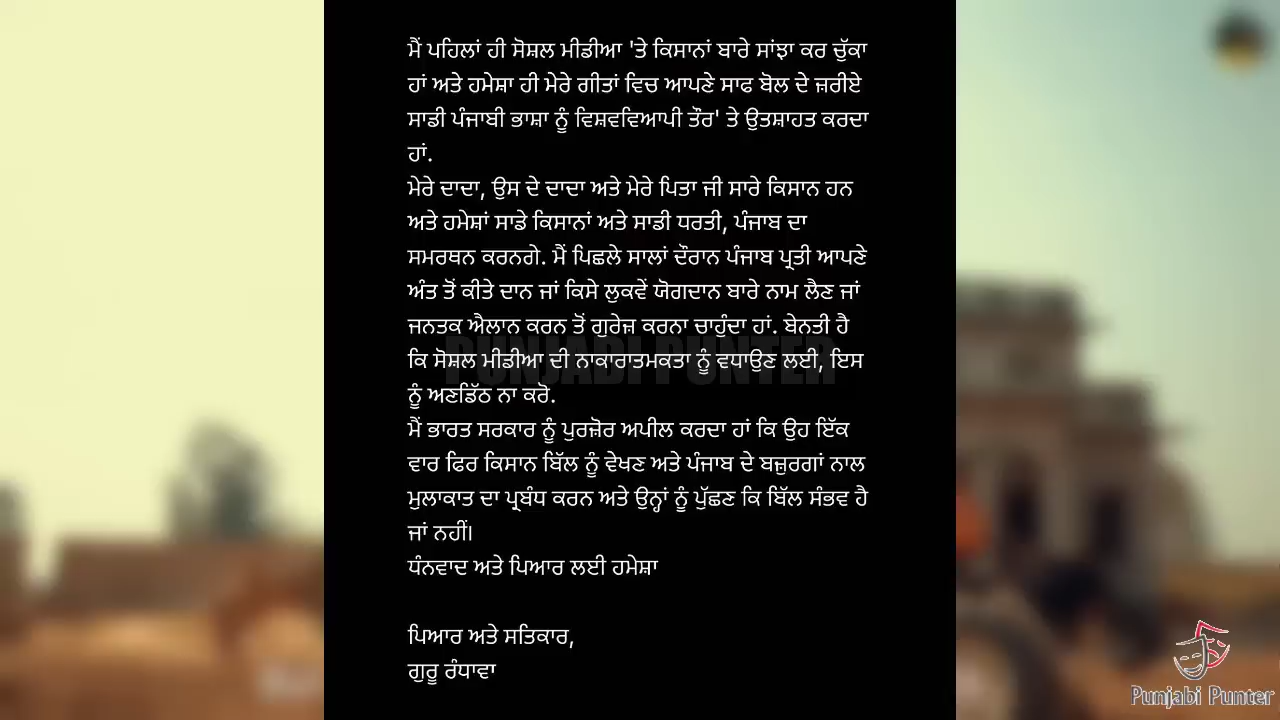 ਮੈਂ ਪਹਿਲਾਂ ਹੀ ਸੋਸ਼ਲ ਮੀਡੀਆ 'ਤੇ ਕਿਸਾਨਾਂ ਬਾਰੇ ਸਾਂਝਾ ਕਰ ਚੁੱਕਾ
ਹਾਂ ਅਤੇ ਹਮੇਸ਼ਾ ਹੀ ਮੇਰੇ ਗੀਤਾਂ ਵਿਚ ਆਪਣੇ ਸਾਫ ਬੋਲ ਦੇ ਜ਼ਰੀਏ
ਸਾਡੀ ਪੰਜਾਬੀ ਭਾਸ਼ਾ ਨੂੰ ਵਿਸ਼ਵਵਿਆਪੀ ਤੌਰ' ਤੇ ਉਤਸ਼ਾਹਤ ਕਰਦਾ
ਹਾਂ.
ਮੇਰੇ ਦਾਦਾ, ਉਸ ਦੇ ਦਾਦਾ ਅਤੇ ਮੇਰੇ ਪਿਤਾ ਜੀ ਸਾਰੇ ਕਿਸਾਨ ਹਨ
ਅਤੇ ਹਮੇਸ਼ਾਂ ਸਾਡੇ ਕਿਸਾਨਾਂ ਅਤੇ ਸਾਡੀ ਧਰਤੀ, ਪੰਜਾਬ ਦਾ
ਸਮਰਥਨ ਕਰਨਗੇ. ਮੈਂ ਪਿਛਲੇ ਸਾਲਾਂ ਦੌਰਾਨ ਪੰਜਾਬ ਪ੍ਰਤੀ ਆਪਣੇ
ਅੰਤ ਤੋਂ ਕੀਤੇ ਦਾਨ ਜਾਂ ਕਿਸੇ ਲੁਕਵੇਂ ਯੋਗਦਾਨ ਬਾਰੇ ਨਾਮ ਲੈਣ ਜਾਂ
ਜਨਤਕ ਐਲਾਨ ਕਰਨ ਤੋਂ ਗੁਰੇਜ਼ ਕਰਨਾ ਚਾਹੁੰਦਾ ਹਾਂ. ਬੇਨਤੀ ਹੈ
ਕਿ ਸੋਸ਼ਲ ਮੀਡੀਆ ਦੀ ਨਾਕਾਰਾਤਮਕਤਾ ਨੂੰ ਵਧਾਉਣ ਲਈ, ਇਸ
ਨੂੰ ਅਣਡਿੱਠ ਨਾ ਕਰੋ.
ਮੈਂ ਭਾਰਤ ਸਰਕਾਰ ਨੂੰ ਪੁਰਜ਼ੋਰ ਅਪੀਲ ਕਰਦਾ ਹਾਂ ਕਿ ਉਹ ਇੱਕ
ਵਾਰ ਫਿਰ ਕਿਸਾਨ ਬਿੱਲ ਨੂੰ ਵੇਖਣ ਅਤੇ ਪੰਜਾਬ ਦੇ ਬਜ਼ੁਰਗਾਂ ਨਾਲ
ਮੁਲਾਕਾਤ ਦਾ ਪ੍ਰਬੰਧ ਕਰਨ ਅਤੇ ਉਨ੍ਹਾਂ ਨੂੰ ਪੁੱਛਣ ਕਿ ਬਿੱਲ ਸੰਭਵ ਹੈ
ਜਾਂ ਨਹੀਂ।
ਧੰਨਵਾਦ ਅਤੇ ਪਿਆਰ ਲਈ ਹਮੇਸ਼ਾ
ਪਿਆਰ ਅਤੇ ਸਤਿਕਾਰ,
ਗੁਰੂ ਰੰਧਾਵਾ
PUNJABI PUNTER
Punjabi Punter